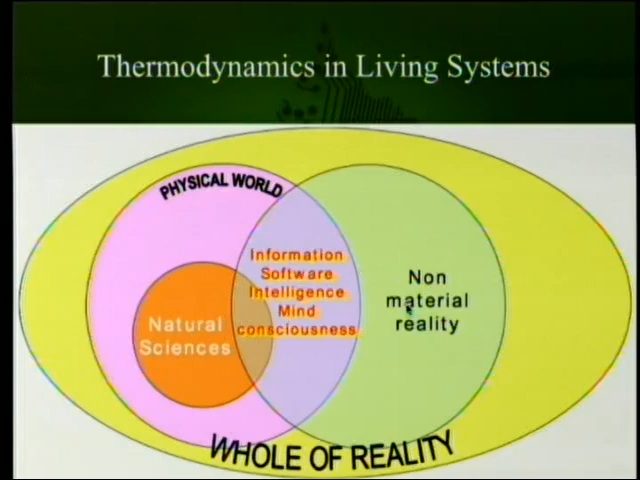 Thermodynamics in Living Systems
PHYSICAL WORLD
Information
Software
Intelligence
Mind
consciousness
Non
material
reality
Natural
Sciences
WHOLE OF REALITY